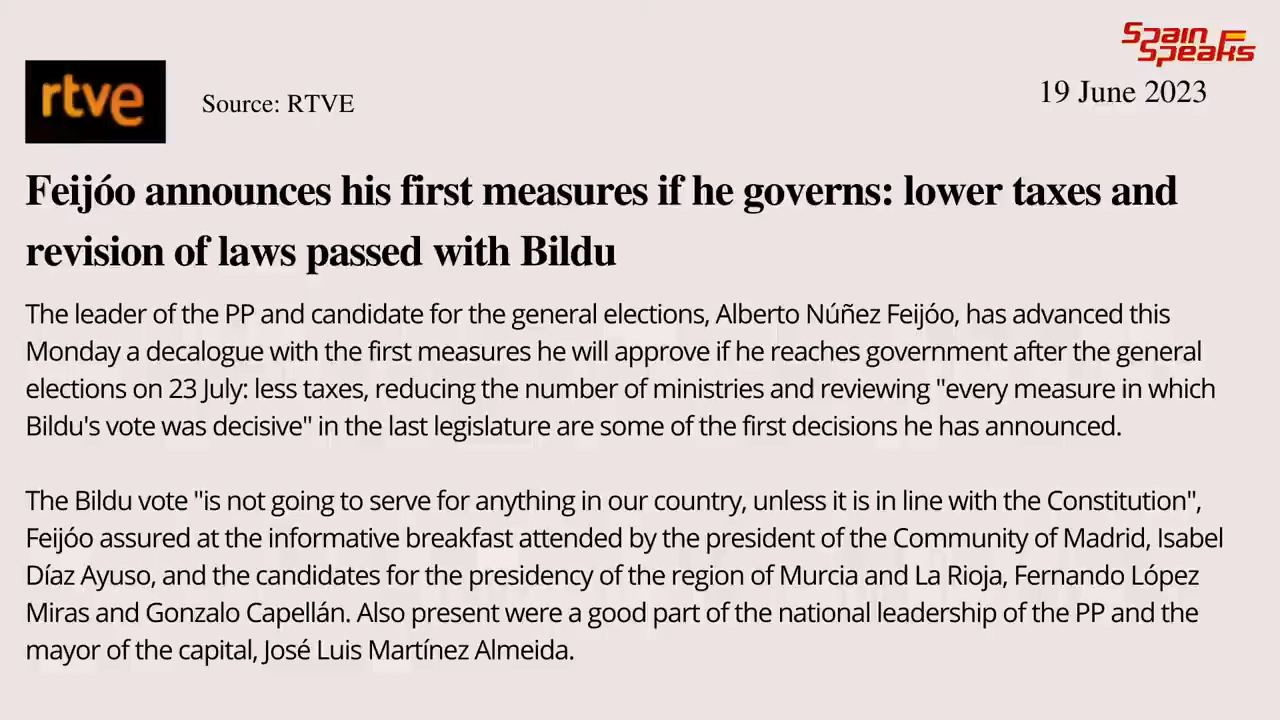 Spain
Speaks
rtve
Source: RTVE
19 June 2023
Feijóo announces his first measures if he governs: lower taxes and
revision of laws passed with Bildu
The leader of the PP and candidate for the general elections, Alberto Núñez Feijóo, has advanced this
Monday a decalogue with the first measures he will approve if he reaches government after the general
elections on 23 July: less taxes, reducing the number of ministries and reviewing "every measure in which
Bildu's vote was decisive" in the last legislature are some of the first decisions he has announced.
The Bildu vote "is not going to serve for anything in our country, unless it is in line with the Constitution",
Feijóo assured at the informative breakfast attended by the president of the Community of Madrid, Isabel
Díaz Ayuso, and the candidates for the presidency of the region of Murcia and La Rioja, Fernando López
Miras and Gonzalo Capellán. Also present were a good part of the national leadership of the PP and the
mayor of the capital, José Luis Martínez Almeida.